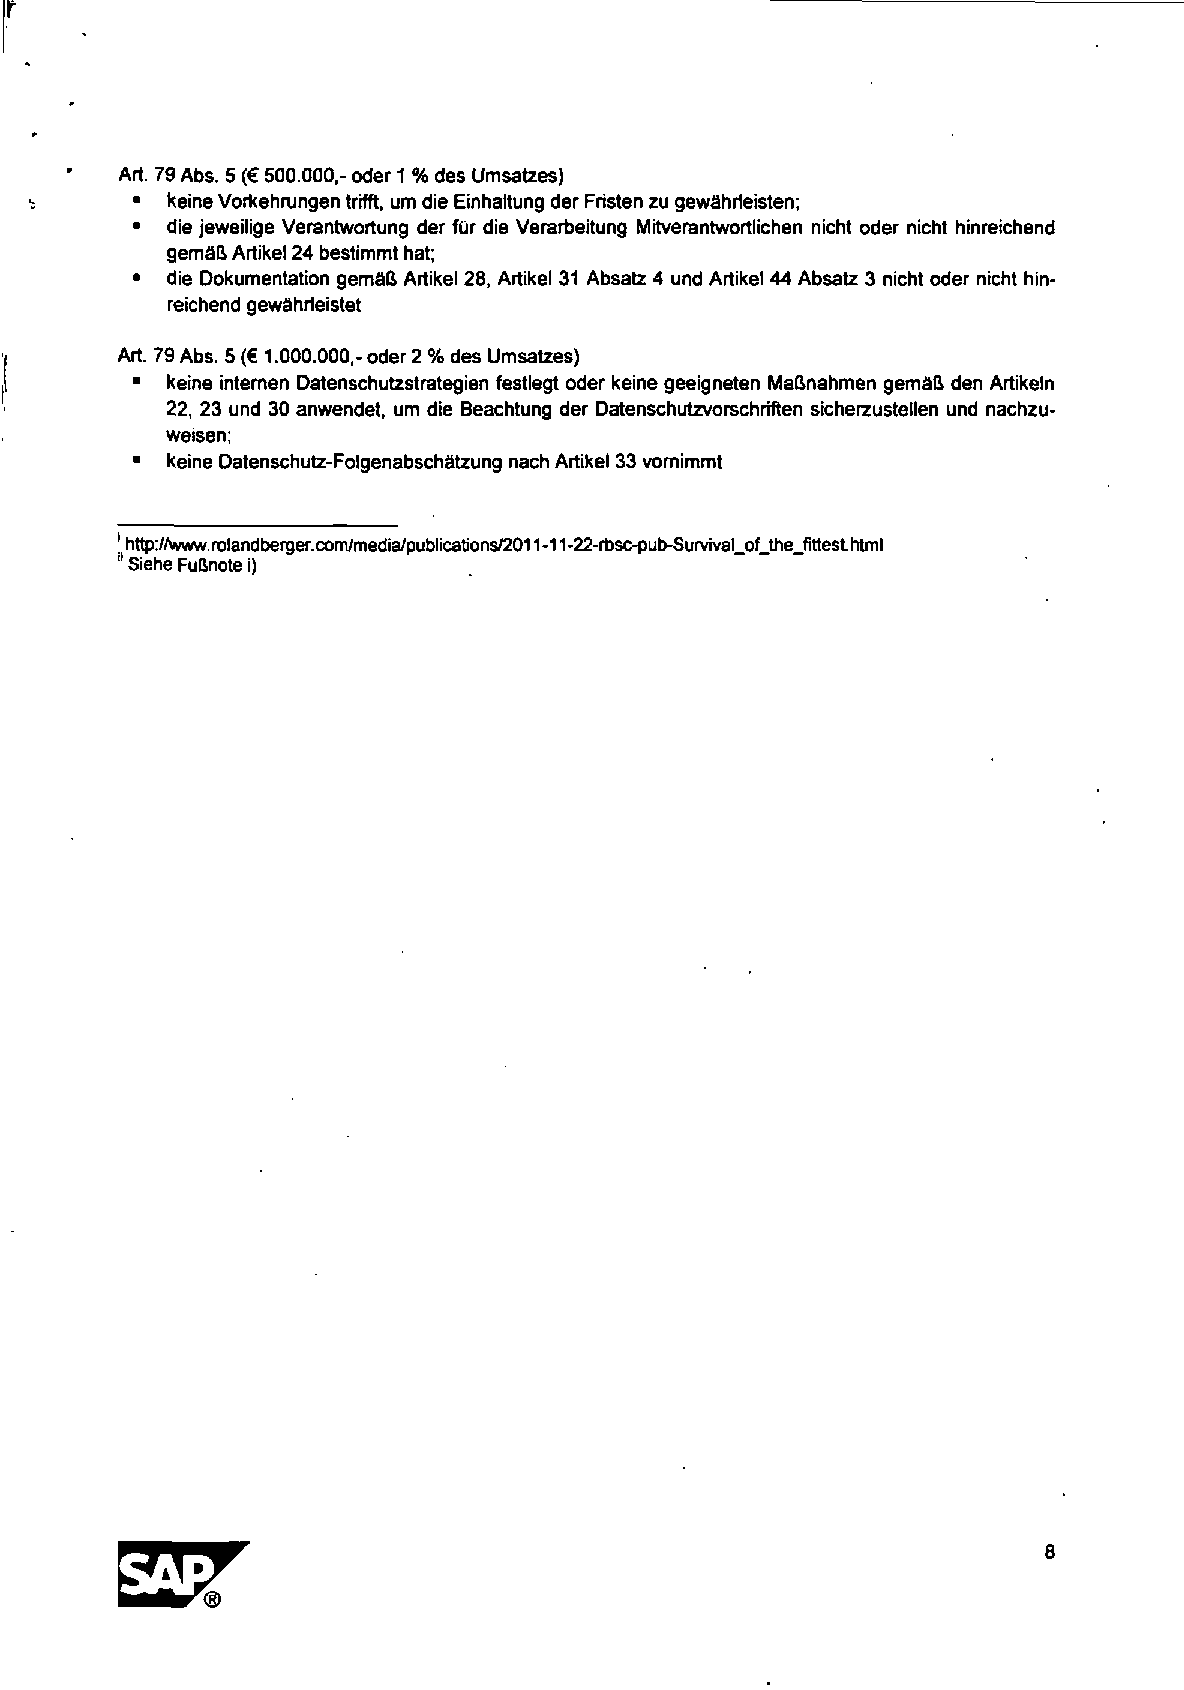 Art. 79 Abs. 5 (€ 500.000,- oder 1 % des Umsatzes)
▪ keine Vorkehrungen trifft, um die Einhaltung der Fristen zu gewährleisten;
• die jeweilige Verantwortung der für die Verarbeitung Mitverantwortlichen nicht oder nicht hinreichend
gemäß Artikel 24 bestimmt hat;
• die Dokumentation gemäß Artikel 28, Artikel 31 Absatz 4 und Artikel 44 Absatz 3 nicht oder nicht hin-
reichend gewährleistet
Art. 79 Abs. 5 (€ 1.000.000,- oder 2 % des Umsatzes)
▪ keine internen Datenschutzstrategien festlegt oder keine geeigneten Maßnahmen gemäß den Artikeln
22, 23 und 30 anwendet, um die Beachtung der Datenschutzvorschriften sicherzustellen und nachzu-
weisen;
▪ keine Datenschutz-Folgenabschätzung nach Artikel 33 vornimmt
i http://www.rolandberger.com/media/publications/2011-11-22-rbsc-pub-Survival_of_the_fittest.html
ii Siehe Fußnote i)
8
SAP®